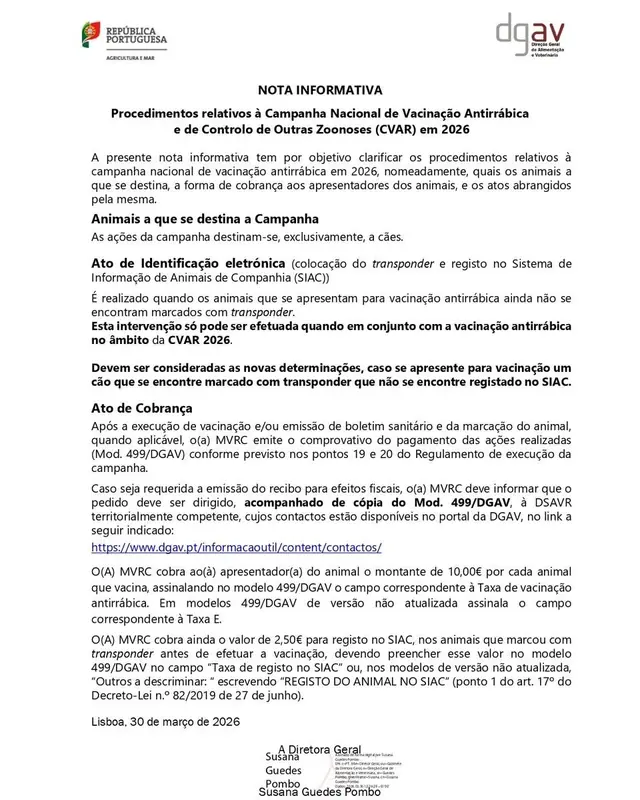 REPÚBLICA
PORTUGUESA
AGRICULTURA E MAR
dgav
Direção Geral
de Alimentação
e Veterinária
NOTA INFORMATIVA
Procedimentos relativos à Campanha Nacional de Vacinação Antirrábica
e de Controlo de Outras Zoonoses (CVAR) em 2026
A presente nota informativa tem por objetivo clarificar os procedimentos relativos à
campanha nacional de vacinação antirrábica em 2026, nomeadamente, quais os animais a
que se destina, a forma de cobrança aos apresentadores dos animais, e os atos abrangidos
pela mesma.
Animais a que se destina a Campanha
As ações da campanha destinam-se, exclusivamente, a cães.
Ato de Identificação eletrónica (colocação do transponder e registo no Sistema de
Informação de Animais de Companhia (SIAC))
É realizado quando os animais que se apresentam para vacinação antirrábica ainda não se
encontram marcados com transponder.
Esta intervenção só pode ser efetuada quando em conjunto com a vacinação antirrábica
no âmbito da CVAR 2026.
Devem ser consideradas as novas determinações, caso se apresente para vacinação um
cão que se encontre marcado com transponder que não se encontre registado no SIAC.
Ato de Cobrança
Após a execução de vacinação e/ou emissão de boletim sanitário e da marcação do animal,
quando aplicável, o(a) MVRC emite o comprovativo do pagamento das ações realizadas
(Mod. 499/DGAV) conforme previsto nos pontos 19 e 20 do Regulamento de execução da
campanha.
Caso seja requerida a emissão do recibo para efeitos fiscais, o(a) MVRC deve informar que o
pedido deve ser dirigido, acompanhado de cópia do Mod. 499/DGAV, à DSAVR
territorialmente competente, cujos contactos estão disponíveis no portal da DGAV, no link a
seguir indicado:
https://www.dgav.pt/informacaoutil/content/contactos/
O(A) MVRC cobra ao(à) apresentador(a) do animal o montante de 10,00€ por cada animal
que vacina, assinalando no modelo 499/DGAV o campo correspondente à Taxa de vacinação
antirrábica. Em modelos 499/DGAV de versão não atualizada assinala o campo
correspondente à Taxa E.
O(A) MVRC cobra ainda o valor de 2,50€ para registo no SIAC, nos animais que marcou com
transponder antes de efetuar a vacinação, devendo preencher esse valor no modelo
499/DGAV no campo “Taxa de registo no SIAC” ou, nos modelos de versão não atualizada,
“Outros a descriminar: “ escrevendo “REGISTO DO ANIMAL NO SIAC” (ponto 1 do art. 17º do
Decreto-Lei n.º 82/2019 de 27 de junho).
Lisboa, 30 de março de 2026
A Diretora Geral
Susana
Guedes
Pombo
Susana Guedes Pombo